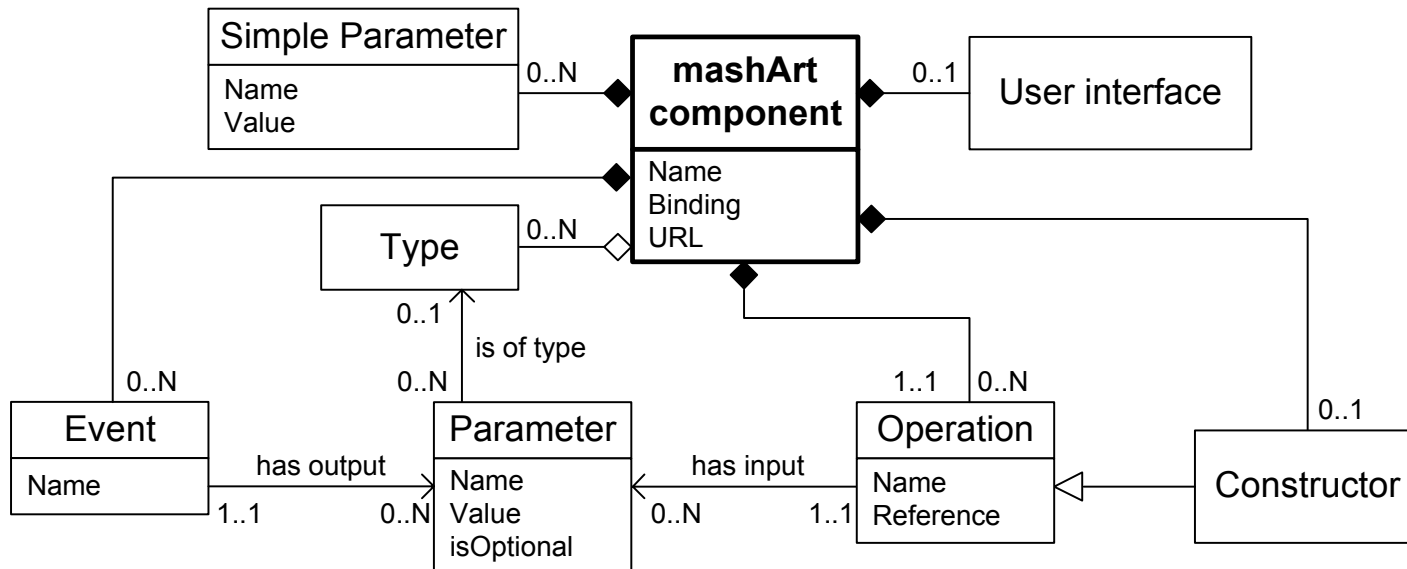 Simple Parameter
Name
Value
0..N
mashArt
component
Name
Binding
URL
0..1
User interface
Type
0..N
0..1
is of type
0..N
0..N
1..1
0..N
0..1
Event
Name
has output
1..1
0..N
Parameter
Name
Value
isOptional
has input
0..N
1..1
Operation
Name
Reference
Constructor